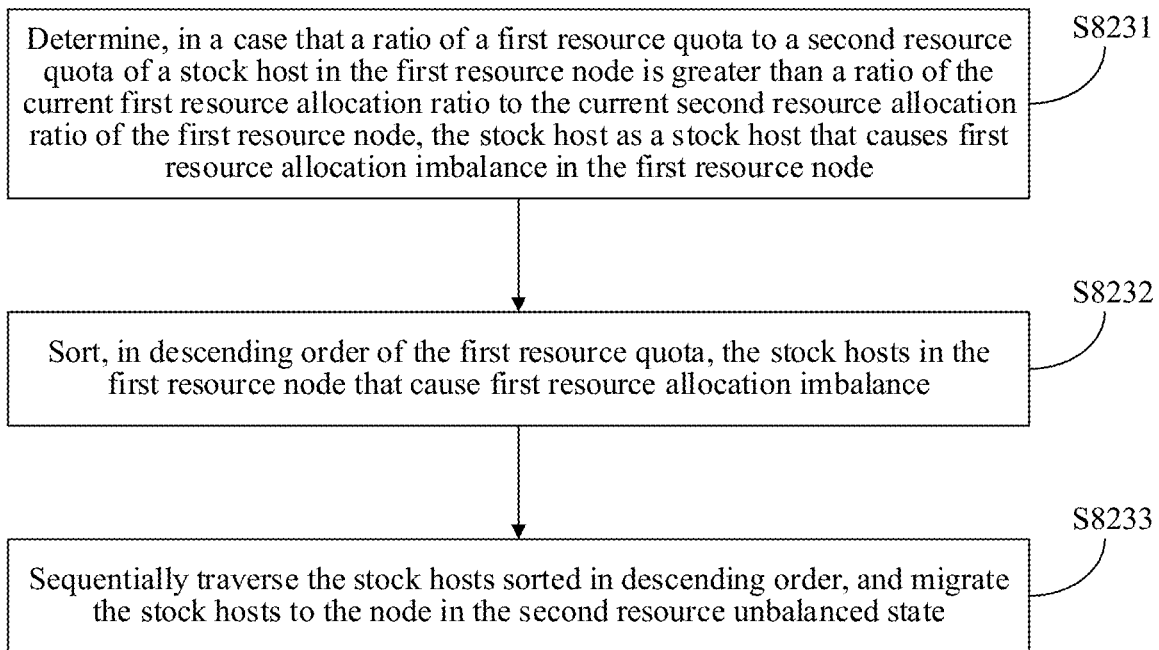 S8231
Determine, in a case that a ratio of a first resource quota to a second resource
quota of a stock host in the first resource node is greater than a ratio of the
current first resource allocation ratio to the current second resource allocation
ratio of the first resource node, the stock host as a stock host that causes first
resource allocation imbalance in the first resource node
S8232
Sort, in descending order of the first resource quota, the stock hosts in the
first resource node that cause first resource allocation imbalance
S8233
Sequentially traverse the stock hosts sorted in descending order, and migrate
the stock hosts to the node in the second resource unbalanced state